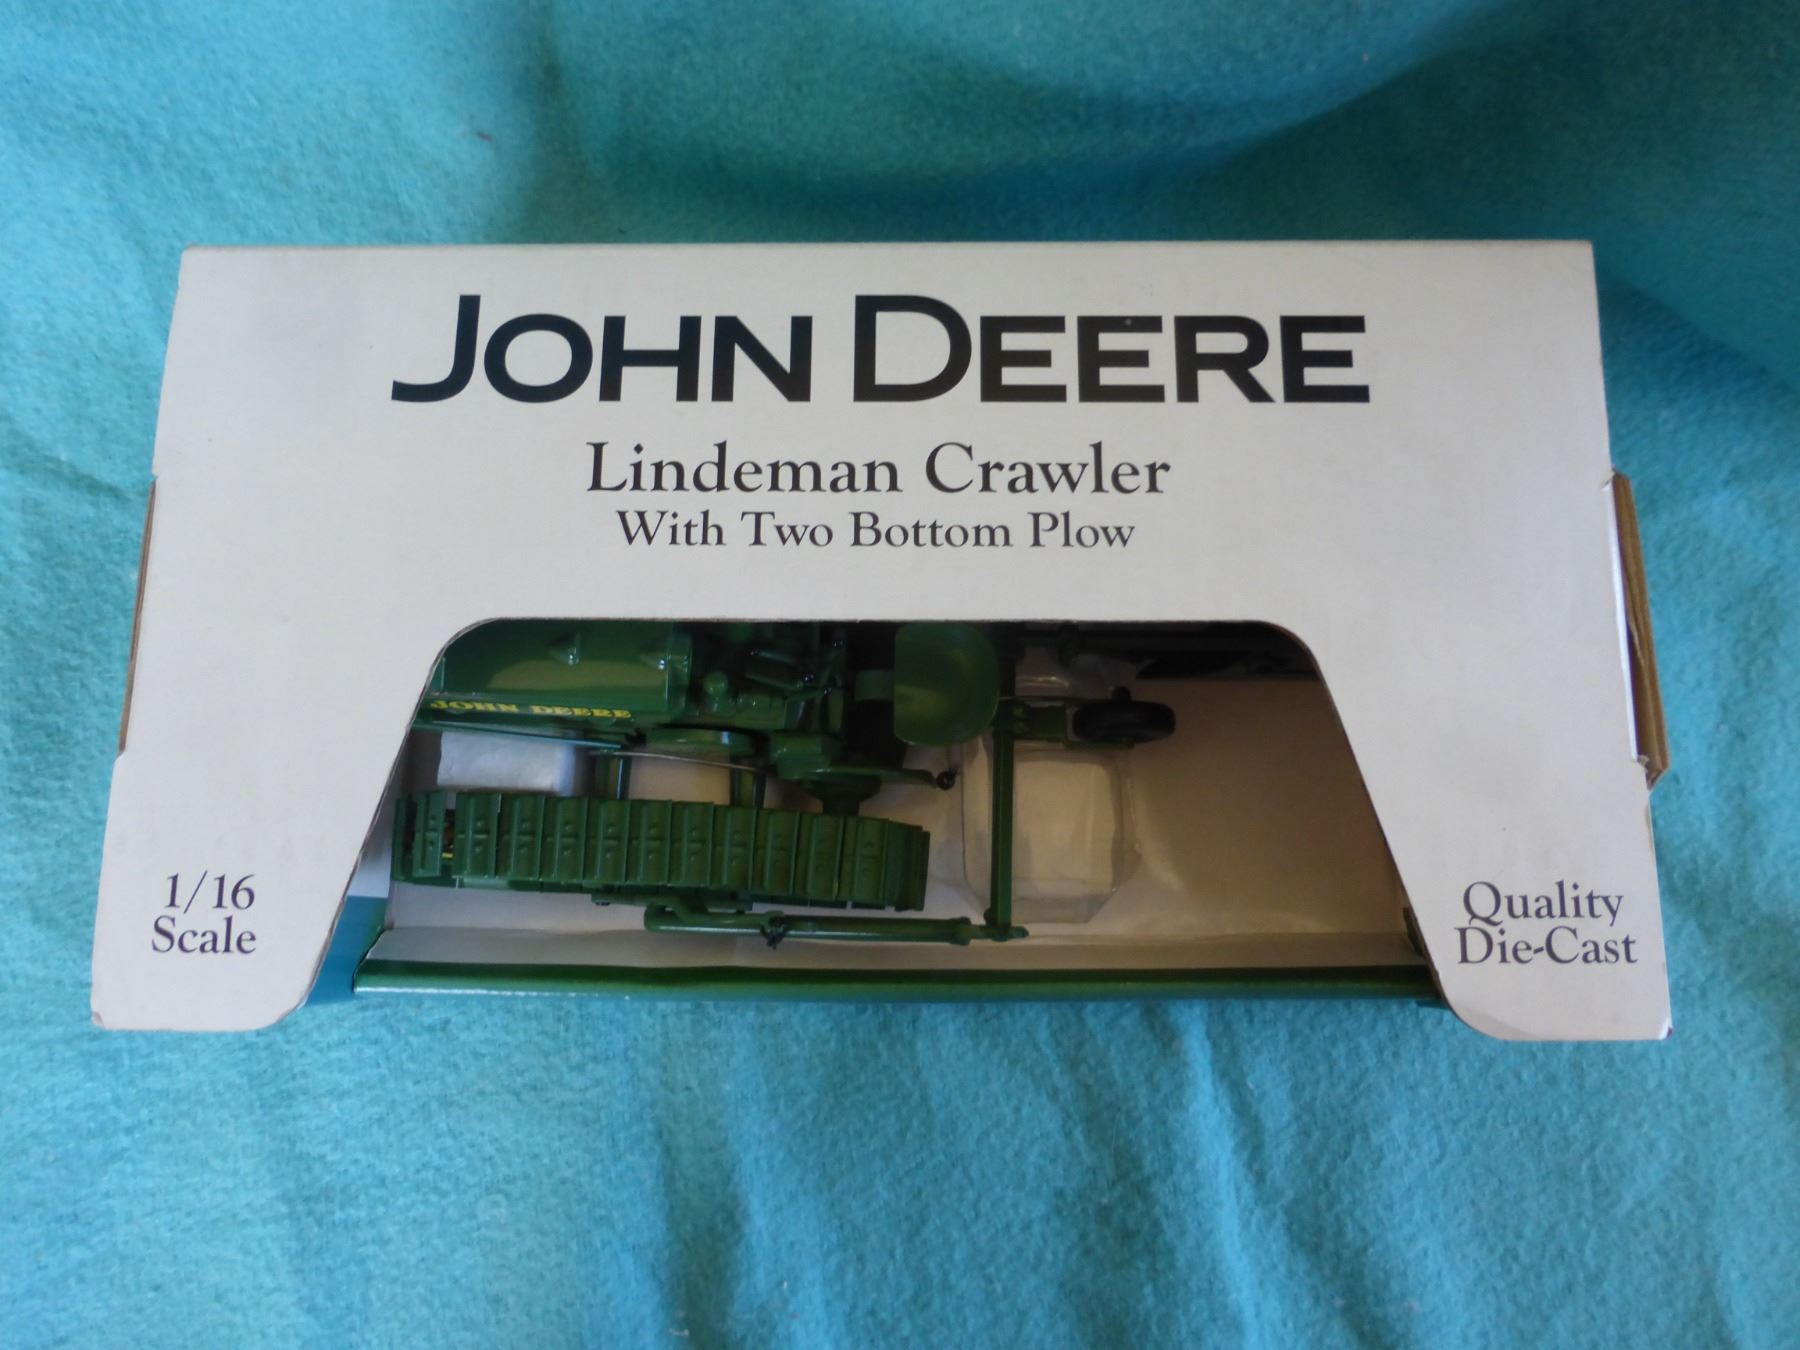 JOHN DEERE
Lindeman Crawler
With Two Bottom Plow
JOHN DEERE
1/16
Scale
Quality
Die-Cast